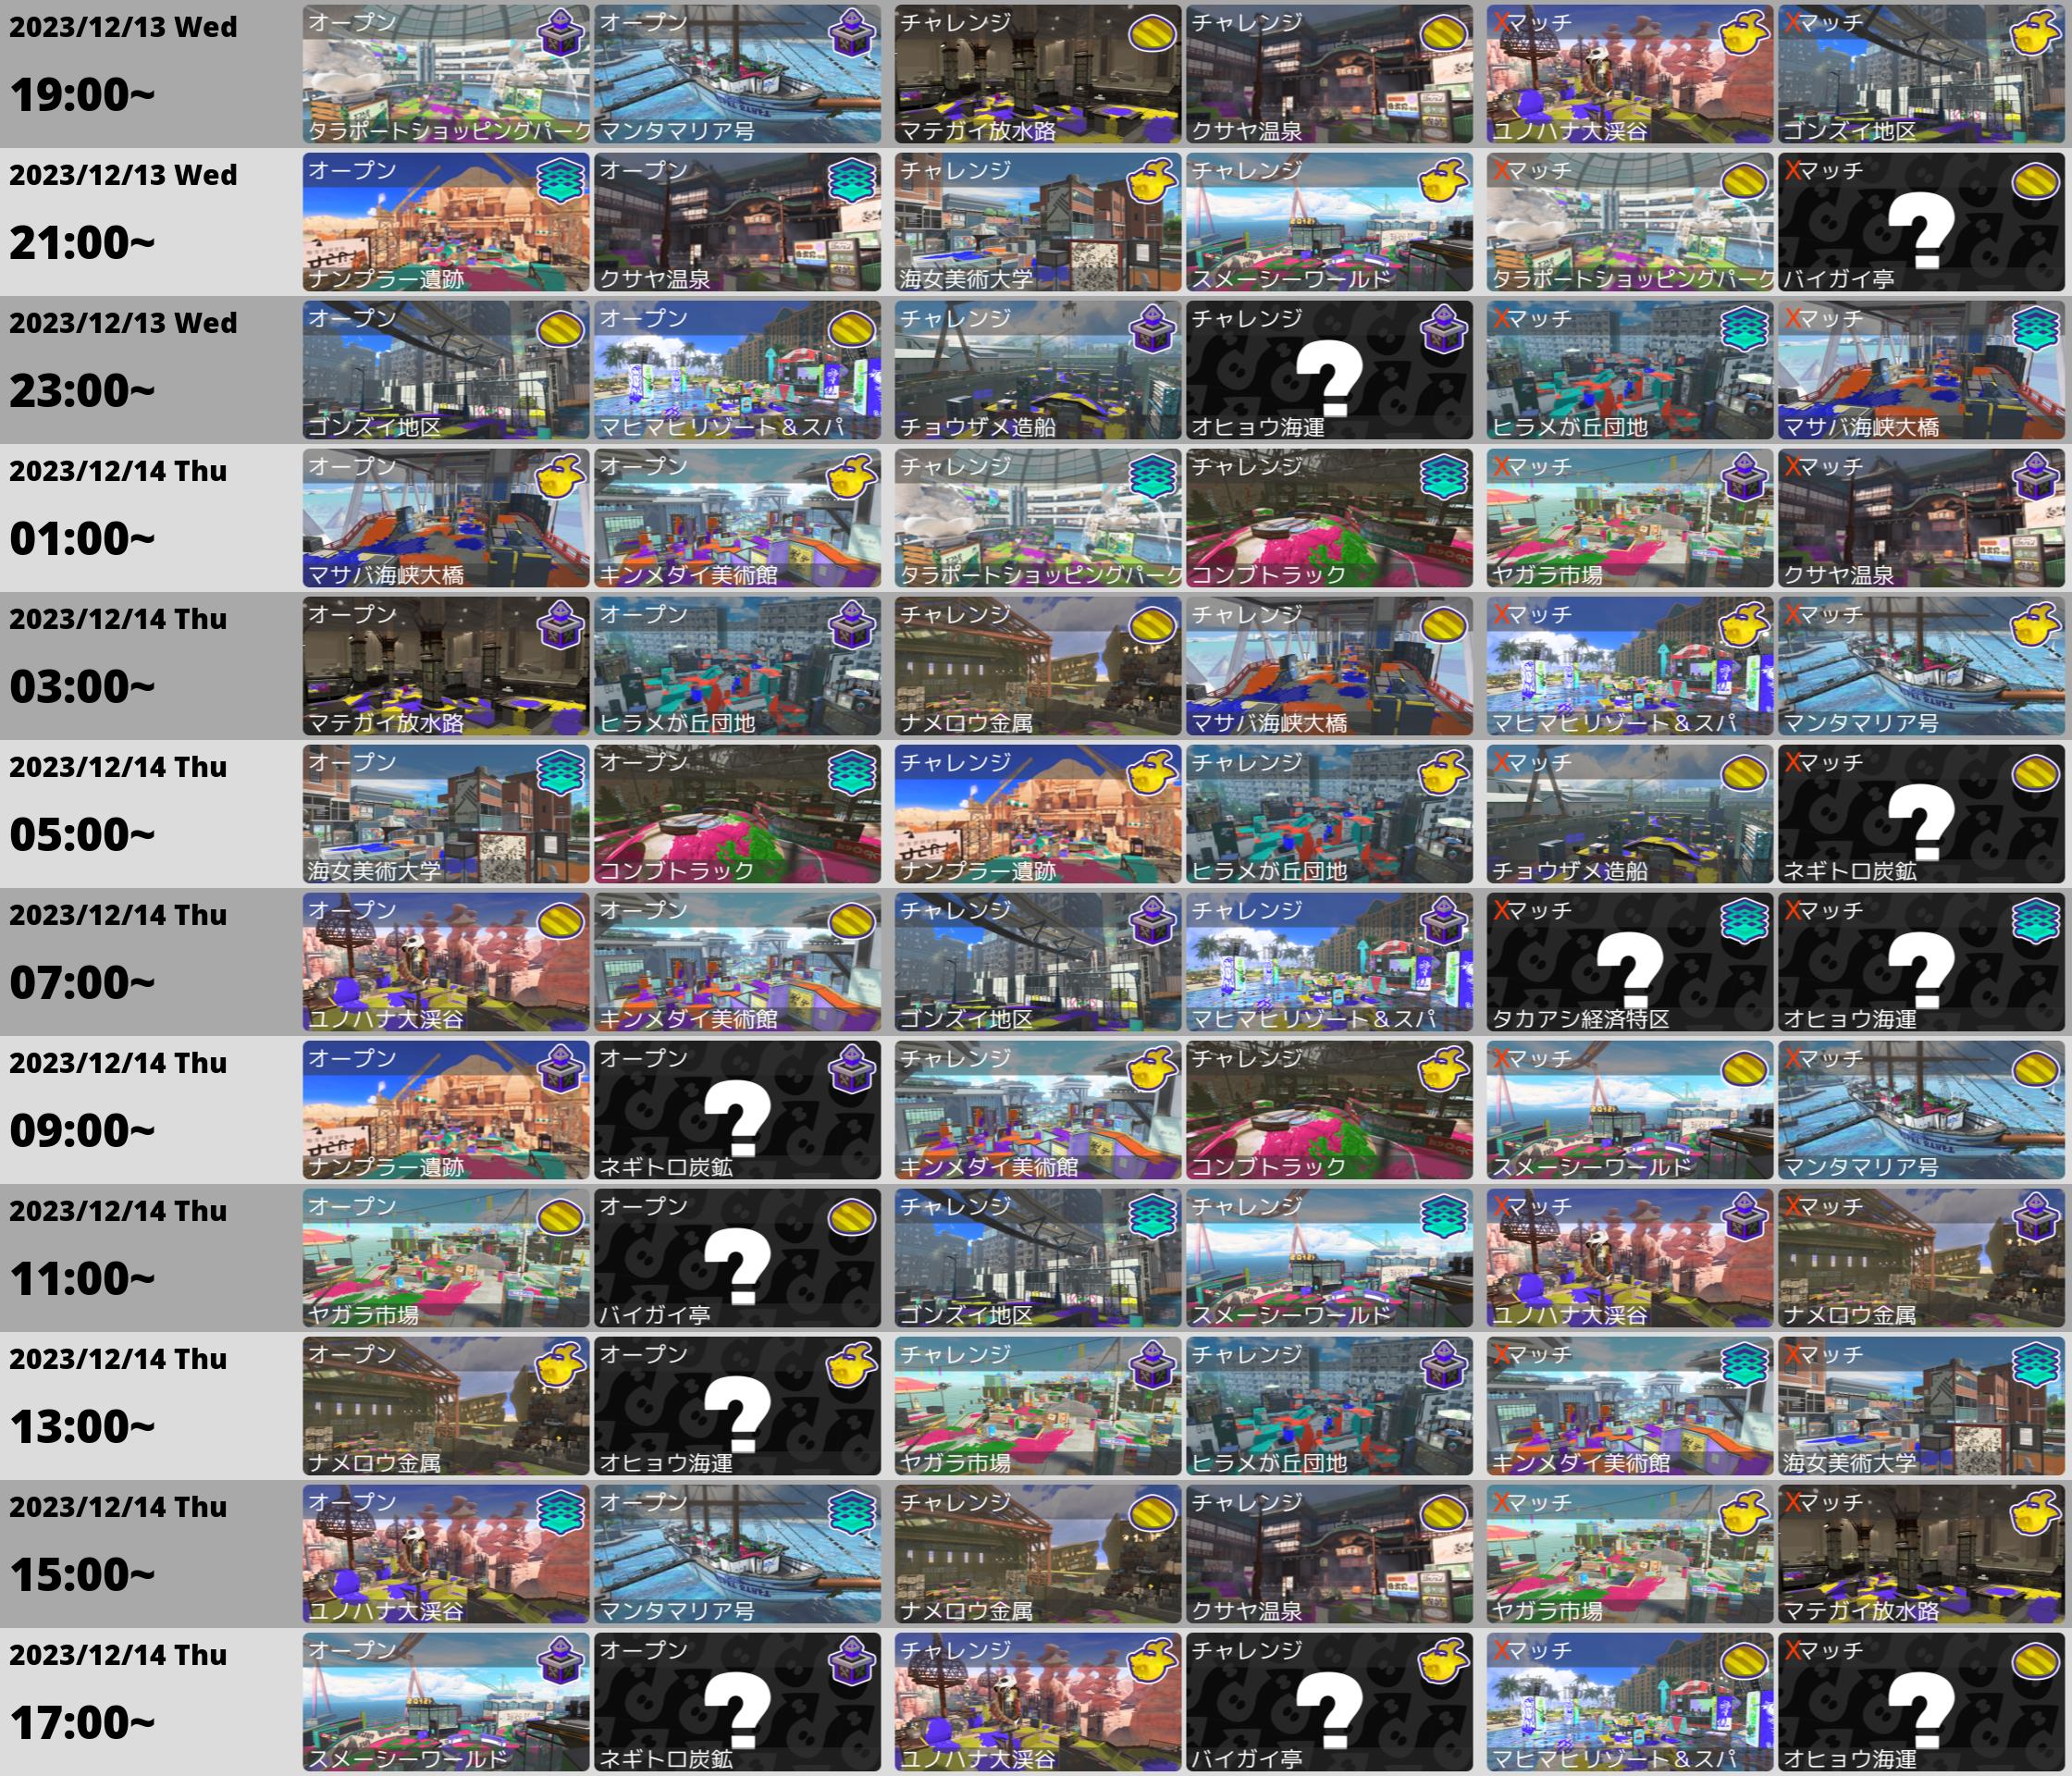 2023/12/13 Wed
19:00~
オープン
タラポートショッピングパーク
オープン
マンタマリア号
チャレンジ
マテガイ放水路
チャレンジ
クサヤ温泉
Xマッチ
ユノハナ大渓谷
Xマッチ
ゴンズイ地区
2023/12/13 Wed
21:00~
オープン
ナンプラー遺跡
オープン
クサヤ温泉
チャレンジ
海女美術大学
チャレンジ
スメーシーワールド
Xマッチ
タラポートショッピングパーク
Xマッチ
?
バイガイ亭
2023/12/13 Wed
23:00~
オープン
ゴンズイ地区
オープン
マヒマヒリゾート＆スパ
チャレンジ
チョウザメ造船
チャレンジ
?
オヒョウ海運
Xマッチ
ヒラメが丘団地
Xマッチ
マサバ海峡大橋
2023/12/14 Thu
01:00~
オープン
マサバ海峡大橋
オープン
キンメダイ美術館
チャレンジ
タラポートショッピングパーク
チャレンジ
コンブトラック
Xマッチ
ヤガラ市場
Xマッチ
クサヤ温泉
2023/12/14 Thu
03:00~
オープン
マテガイ放水路
オープン
ヒラメが丘団地
チャレンジ
ナメロウ金属
チャレンジ
マサバ海峡大橋
Xマッチ
マヒマヒリゾート＆スパ
Xマッチ
マンタマリア号
2023/12/14 Thu
05:00~
オープン
海女美術大学
オープン
コンブトラック
チャレンジ
ナンプラー遺跡
チャレンジ
ヒラメが丘団地
Xマッチ
チョウザメ造船
Xマッチ
?
ネギトロ炭鉱
2023/12/14 Thu
07:00~
オープン
ユノハナ大渓谷
オープン
キンメダイ美術館
チャレンジ
ゴンズイ地区
チャレンジ
マヒマヒリゾート＆スパ
Xマッチ
?
タカアシ経済特区
Xマッチ
?
オヒョウ海運
2023/12/14 Thu
09:00~
オープン
ナンプラー遺跡
オープン
?
ネギトロ炭鉱
チャレンジ
キンメダイ美術館
チャレンジ
コンブトラック
Xマッチ
スメーシーワールド
Xマッチ
マンタマリア号
2023/12/14 Thu
11:00~
オープン
ヤガラ市場
オープン
?
バイガイ亭
チャレンジ
ゴンズイ地区
チャレンジ
スメーシーワールド
Xマッチ
ユノハナ大渓谷
Xマッチ
ナメロウ金属
2023/12/14 Thu
13:00~
オープン
ナメロウ金属
オープン
?
オヒョウ海運
チャレンジ
ヤガラ市場
チャレンジ
ヒラメが丘団地
Xマッチ
キンメダイ美術館
Xマッチ
海女美術大学
2023/12/14 Thu
15:00~
オープン
ユノハナ大渓谷
オープン
マンタマリア号
チャレンジ
ナメロウ金属
チャレンジ
クサヤ温泉
Xマッチ
ヤガラ市場
Xマッチ
マテガイ放水路
2023/12/14 Thu
17:00~
オープン
スメーシーワールド
オープン
?
ネギトロ炭鉱
チャレンジ
ユノハナ大渓谷
チャレンジ
?
バイガイ亭
Xマッチ
マヒマヒリゾート＆スパ
Xマッチ
?
オヒョウ海運